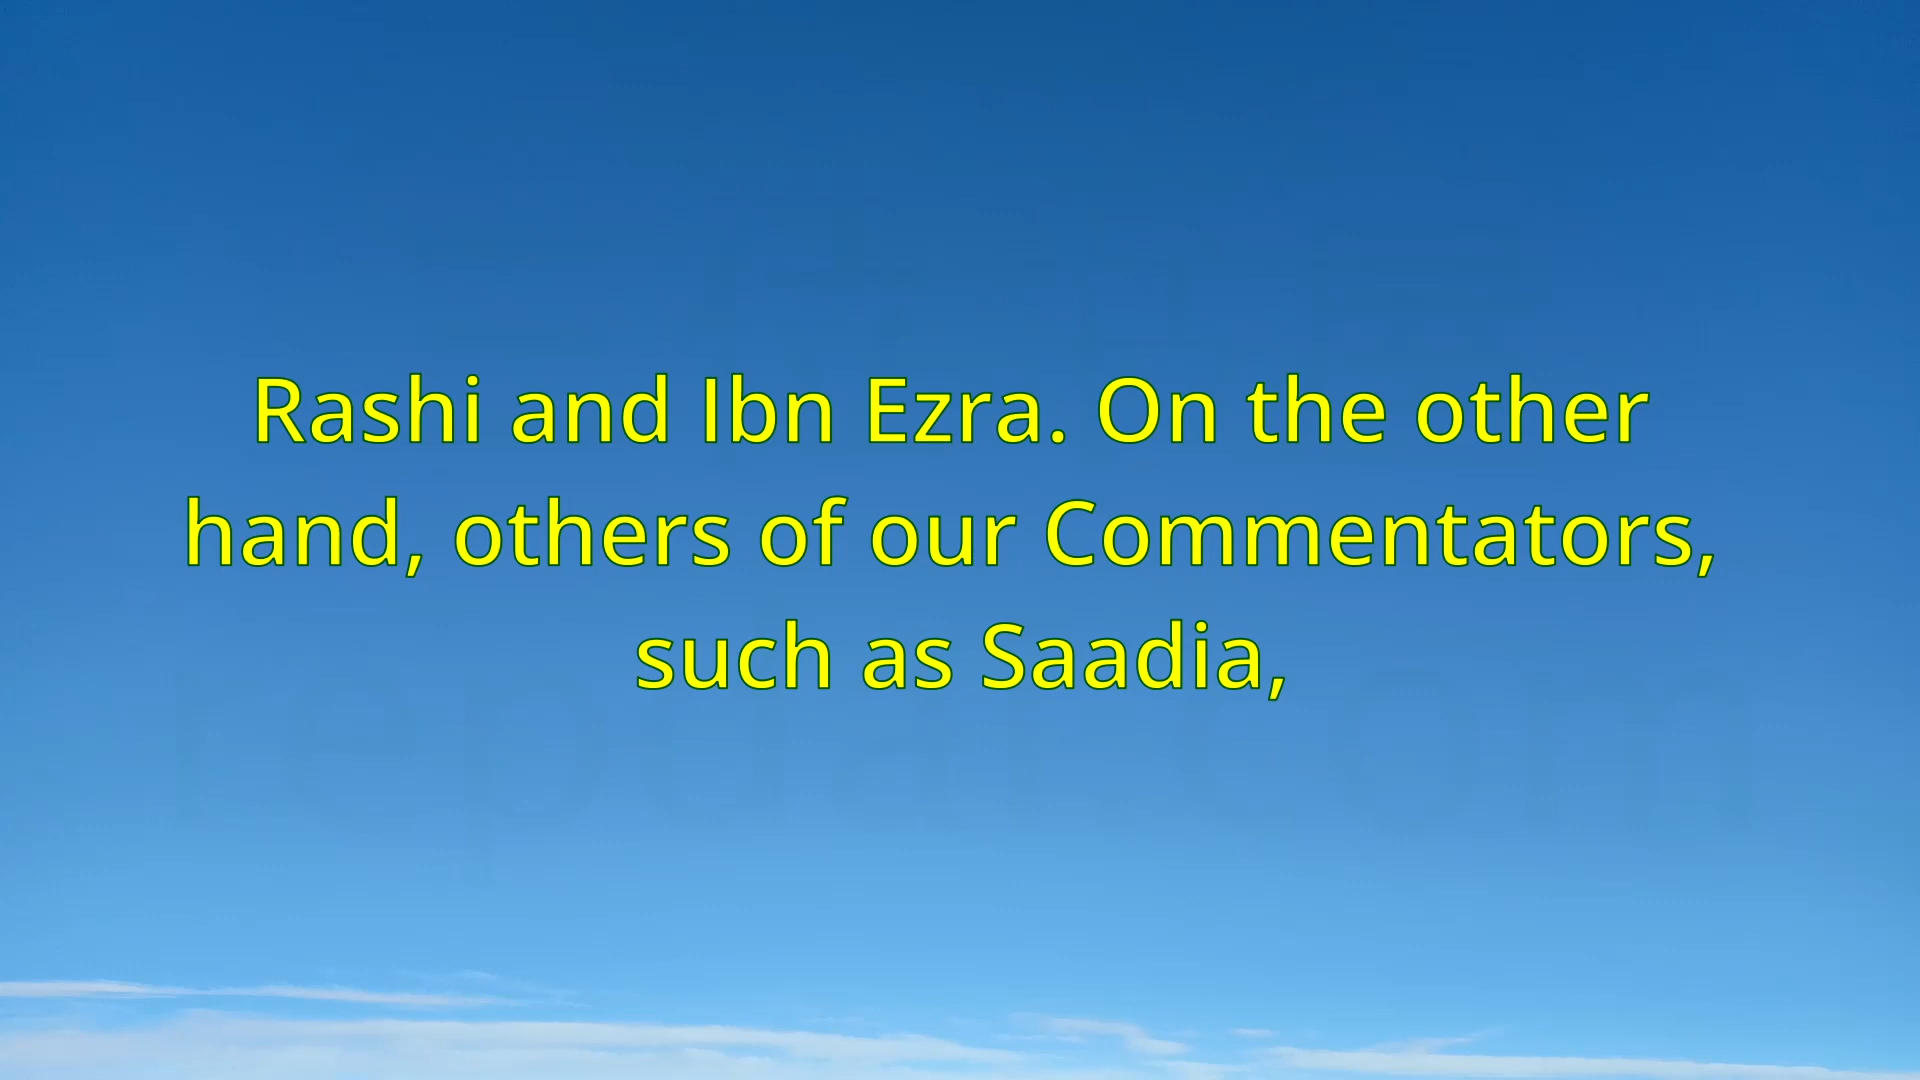 Rashi and Ibn Ezra. On the other
hand, others of our Commentators,
such as Saadia,